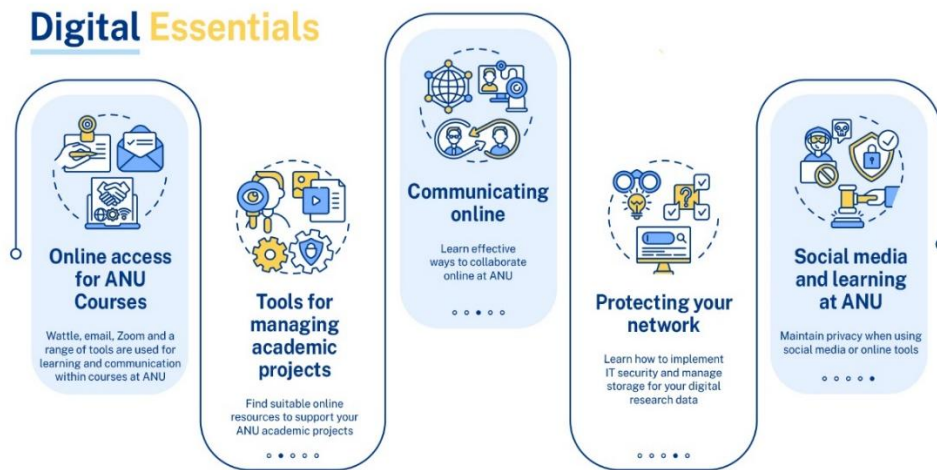 Digital Essentials
Online access
for ANU
Courses
Wattle, email, Zoom and a
range of tools are used for
learning and communication
within courses at ANU
Tools for
managing
academic
projects
Find suitable online
resources to support your
ANU academic projects
Communicating
online
Learn effective
ways to collaborate
online at ANU
Protecting your
network
Learn how to implement
IT security and manage
storage for your digital
research data
Social media
and learning
at ANU
Maintain privacy when using
social media or online tools